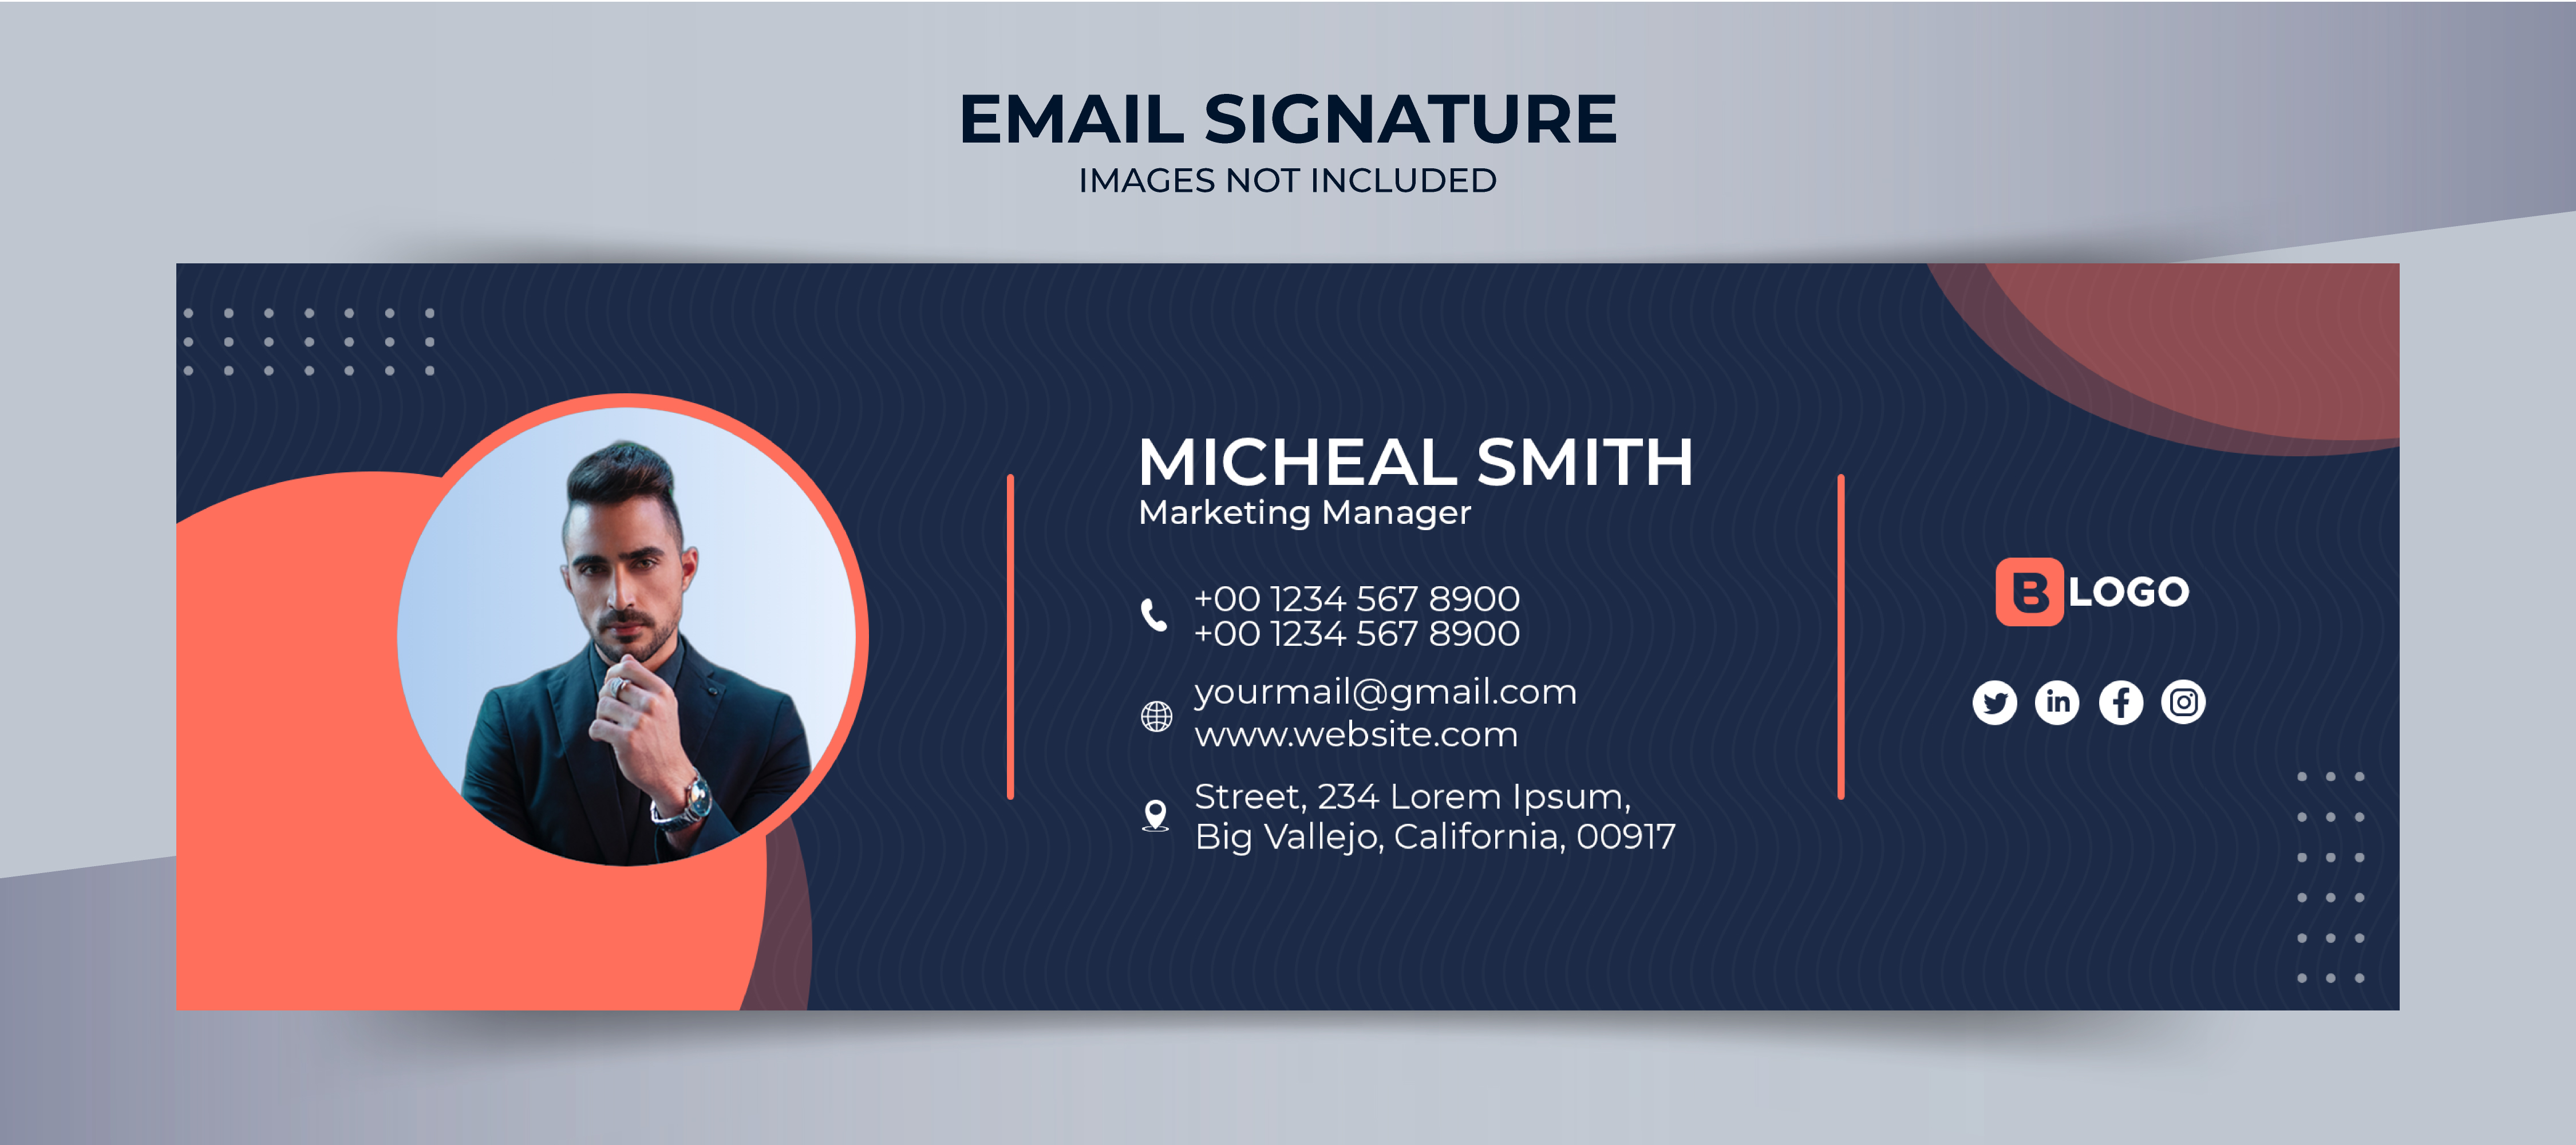 EMAIL SIGNATURE
IMAGES NOT INCLUDED
MICHEAL SMITH
Marketing Manager
+00 1234 567 8900
+00 1234 567 8900
yourmail@gmail.com
www.website.com
Street, 234 Lorem Ipsum,
Big Vallejo, California, 00917
B LOGO
in f